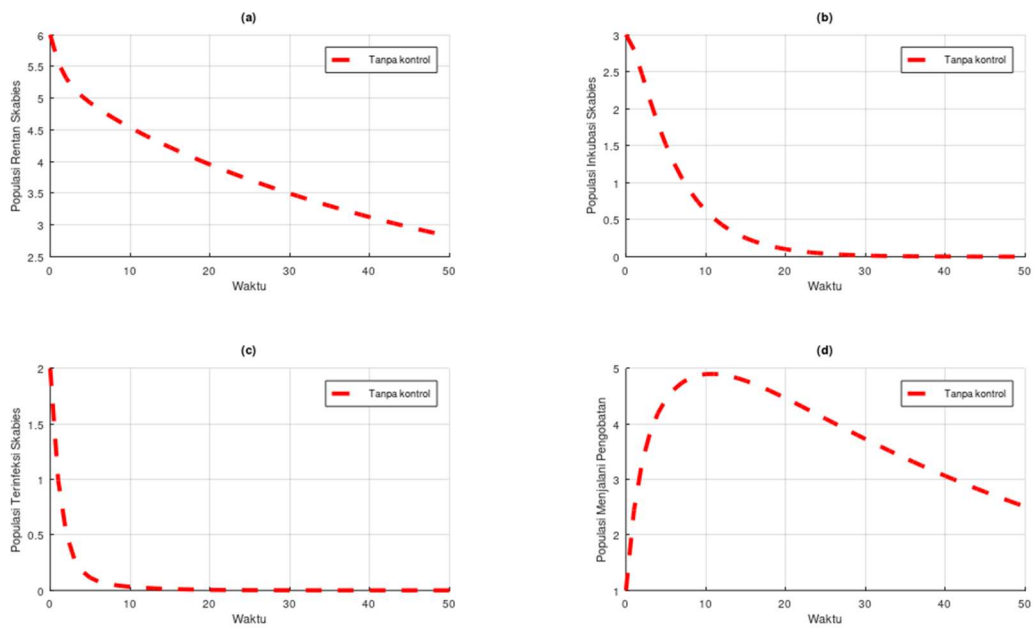 (a)
6
5.5
5
4.5
4
3.5
3
2.5
0 10 20 30 40 50
Populasi Rentan Skabies
Waktu
Tanpa kontrol
(b)
3
2.5
2
1.5
1
0.5
0
0 10 20 30 40 50
Populasi Inkubasi Skabies
Waktu
Tanpa kontrol
(c)
2
1.5
1
0.5
0
0 10 20 30 40 50
Populasi Terinfeksi Skabies
Waktu
Tanpa kontrol
(d)
5
4
3
2
1
0 10 20 30 40 50
Populasi Menjalani Pengobatan
Waktu
Tanpa kontrol